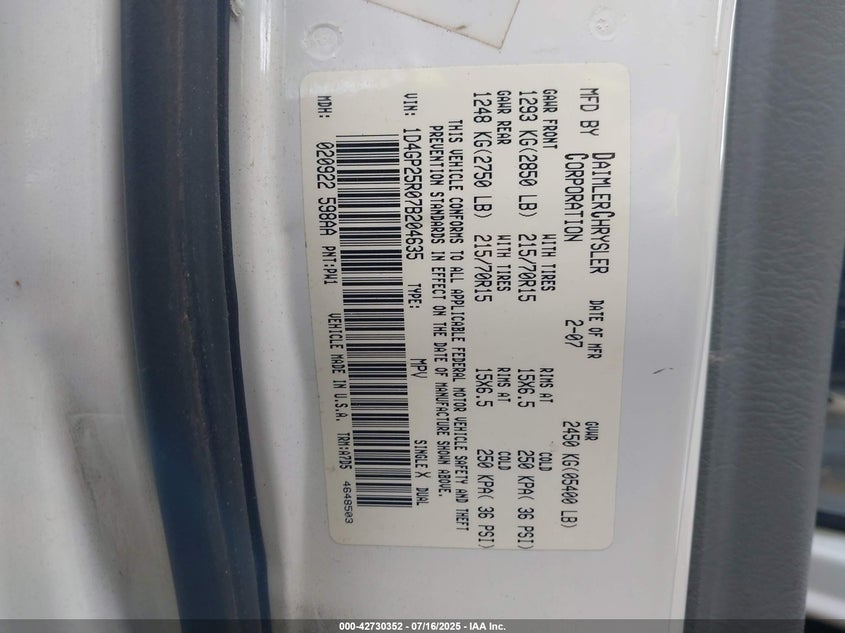 MFD BY DAIMLERCHRYSLER CORPORATION DATE OF MFR 2-07 GVWR 2450 KG(05400 LB)
GAWR FRONT WITH TIRES RIMS AT COLD
1293 KG(2850 LB) 215/70R15 15X6.5 250 KPA( 36 PSI)
GAWR REAR WITH TIRES RIMS AT COLD
1248 KG(2750 LB) 215/70R15 15X6.5 250 KPA( 36 PSI)
THIS VEHICLE CONFORMS TO ALL APPLICABLE FEDERAL MOTOR VEHICLE SAFETY AND THEFT
PREVENTION STANDARDS IN EFFECT ON THE DATE OF MANUFACTURE SHOWN ABOVE.
VIN: 1D4GP25R07B204635 TYPE: MPV SINGLE X DUAL
MDH: 020922 598AA PNT:PW1 VEHICLE MADE IN U.S.A. TRM:A7D5 4648503
000-42730352 - 07/16/2025 - IAA Inc.